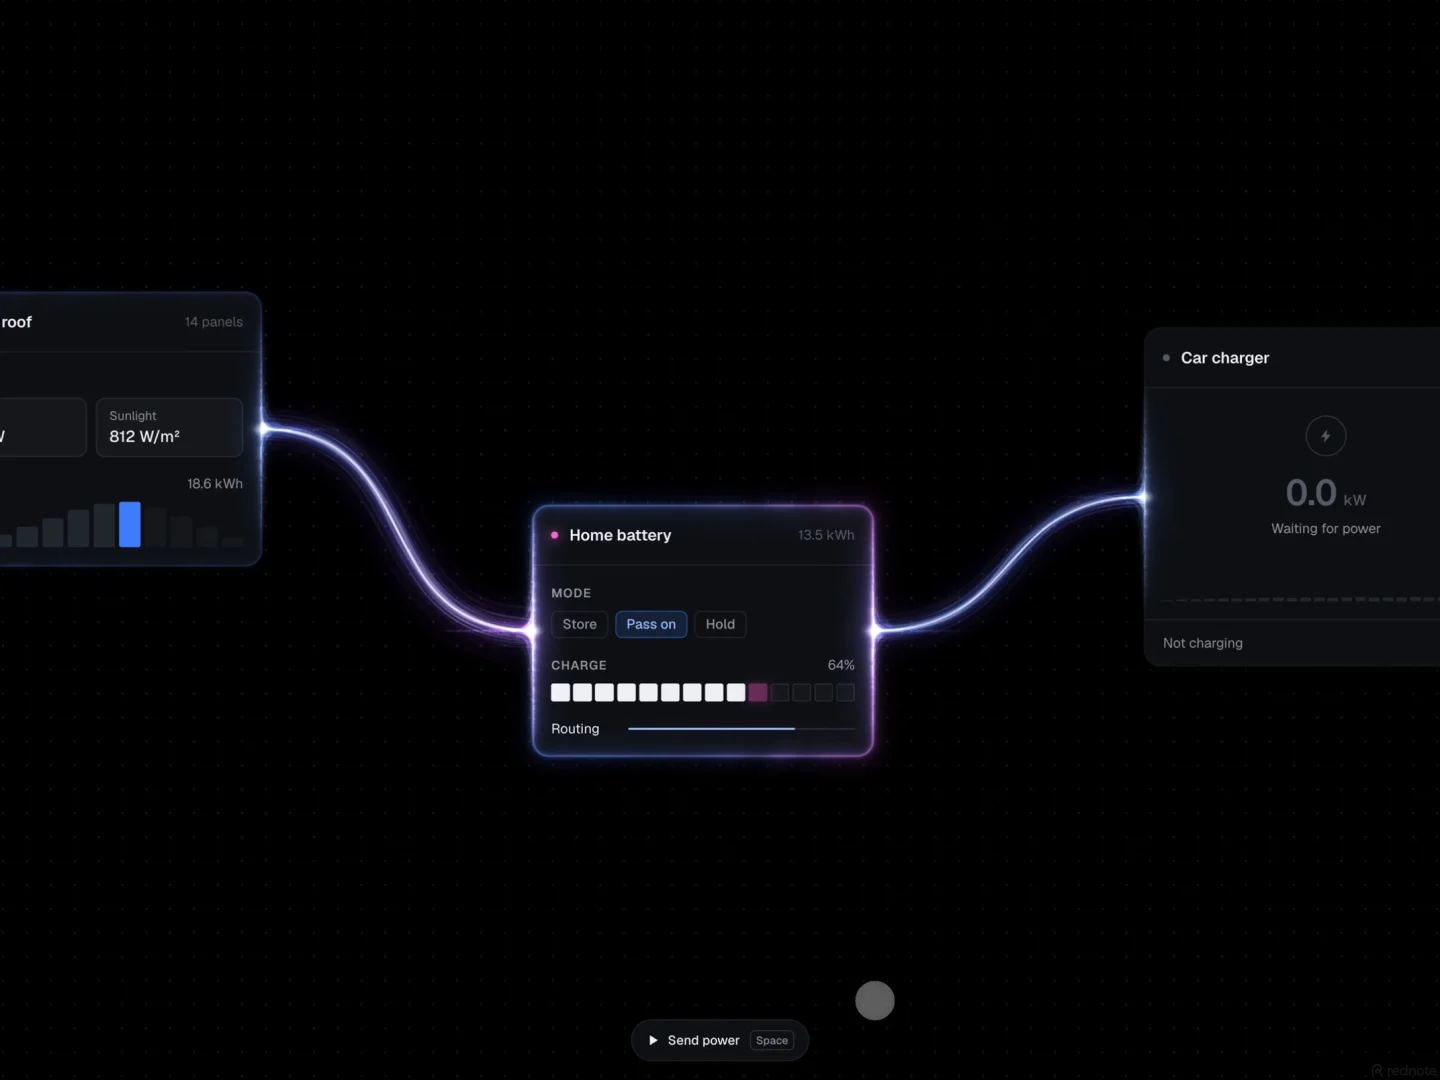 roof
14 panels
Sunlight
812 W/m²
18.6 kWh
Home battery
13.5 kWh
MODE
Store
Pass on
Hold
CHARGE
64%
Routing
Car charger
0.0 kW
Waiting for power
Not charging
Send power
Space
rednote